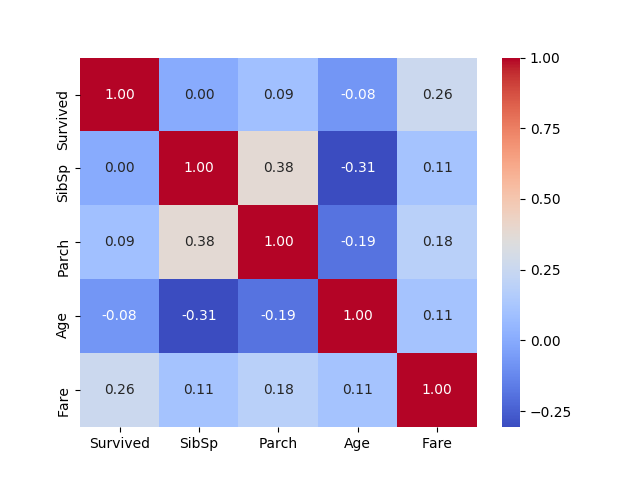 Survived 1.00 0.00 0.09 -0.08 0.26
SibSp 0.00 1.00 0.38 -0.31 0.11
Parch 0.09 0.38 1.00 -0.19 0.18
Age -0.08 -0.31 -0.19 1.00 0.11
Fare 0.26 0.11 0.18 0.11 1.00
Survived SibSp Parch Age Fare
1.00
0.75
0.50
0.25
0.00
−0.25